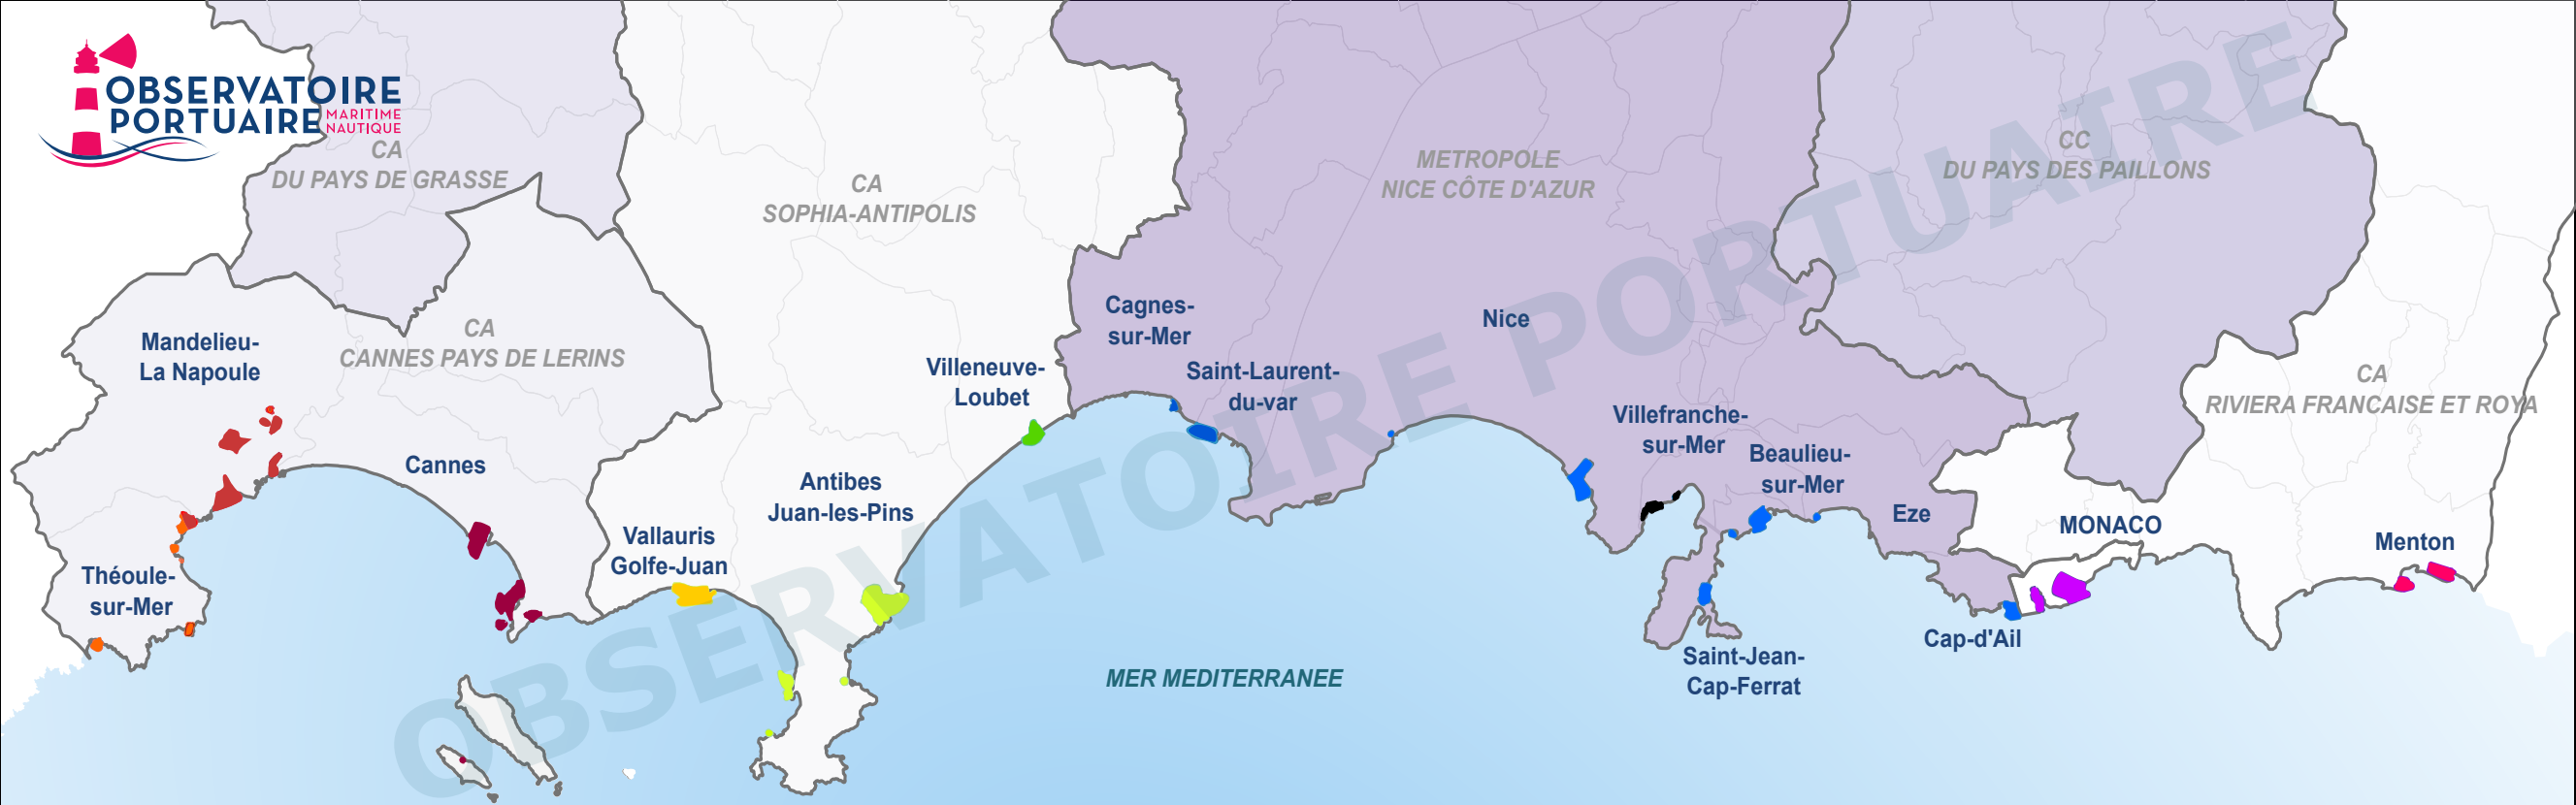 OBSERVATOIRE
PORTUAIRE
MARITIME
NAUTIQUE
CA
DU PAYS DE GRASSE
CA
SOPHIA-ANTIPOLIS
METROPOLE
NICE CÔTE D'AZUR
CC
DU PAYS DES PAILLONS
Mandelieu-
La Napoule
CA
CANNES PAYS DE LERINS
Villeneuve-
Loubet
Cagnes-
sur-Mer
Saint-Laurent-
du-var
Nice
CA
RIVIERA FRANCAISE ET ROYA
Villefranche-
sur-Mer
Beaulieu-
sur-Mer
Cannes
Antibes
Juan-les-Pins
Eze
MONACO
Vallauris
Golfe-Juan
Menton
Théoule-
sur-Mer
Cap-d'Ail
Saint-Jean-
Cap-Ferrat
MER MEDITERRANEE
OBSERVATOIRE PORTUAIRE